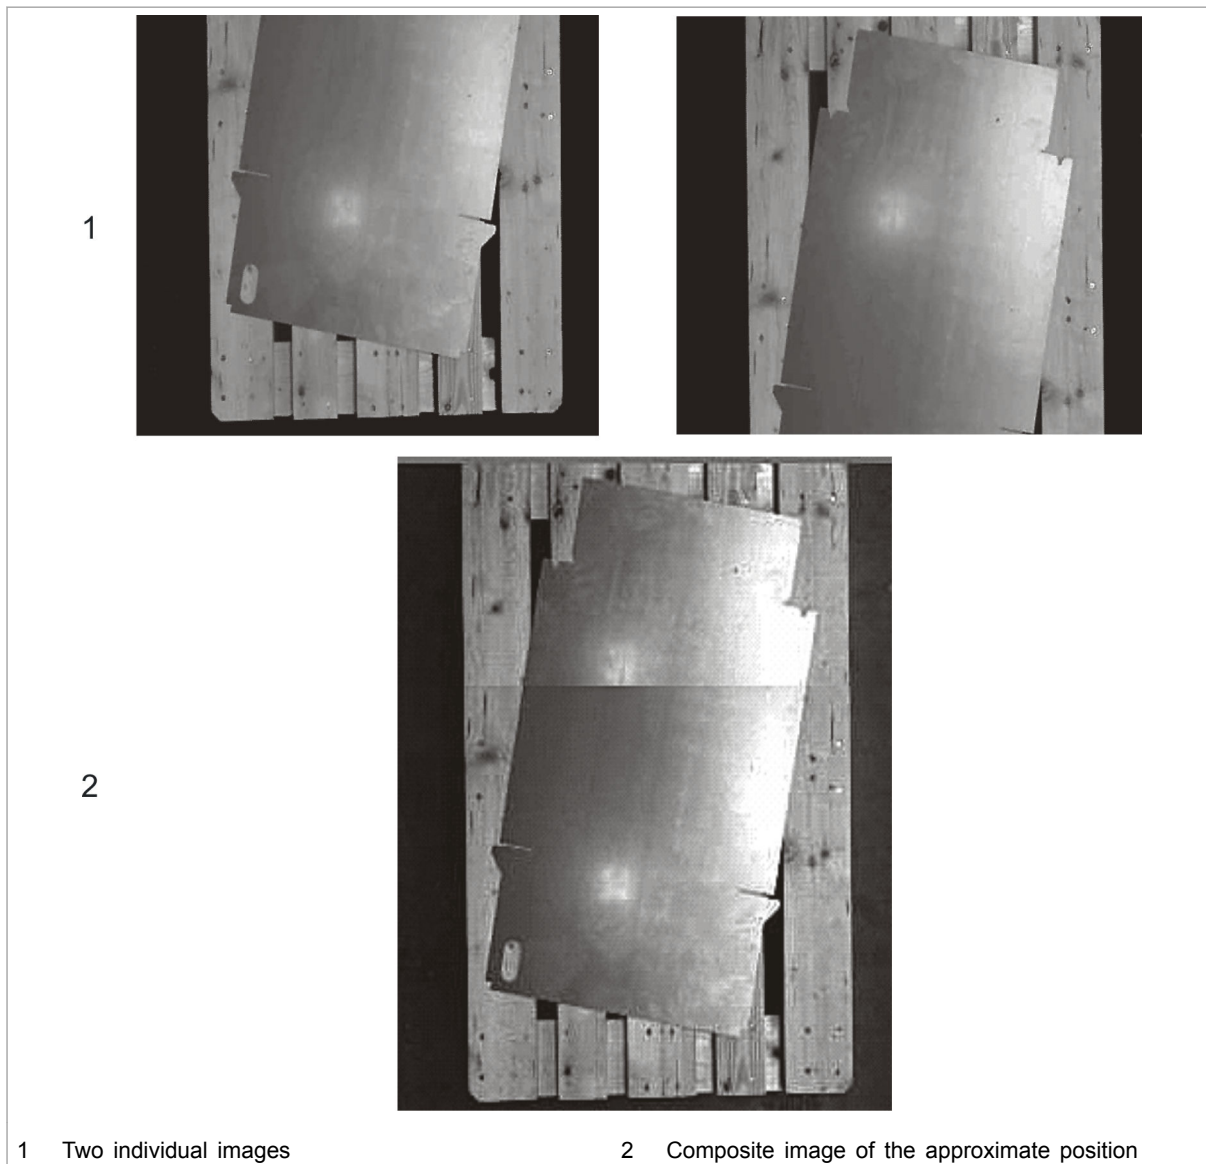 1
2
1 Two individual images
2 Composite image of the approximate position